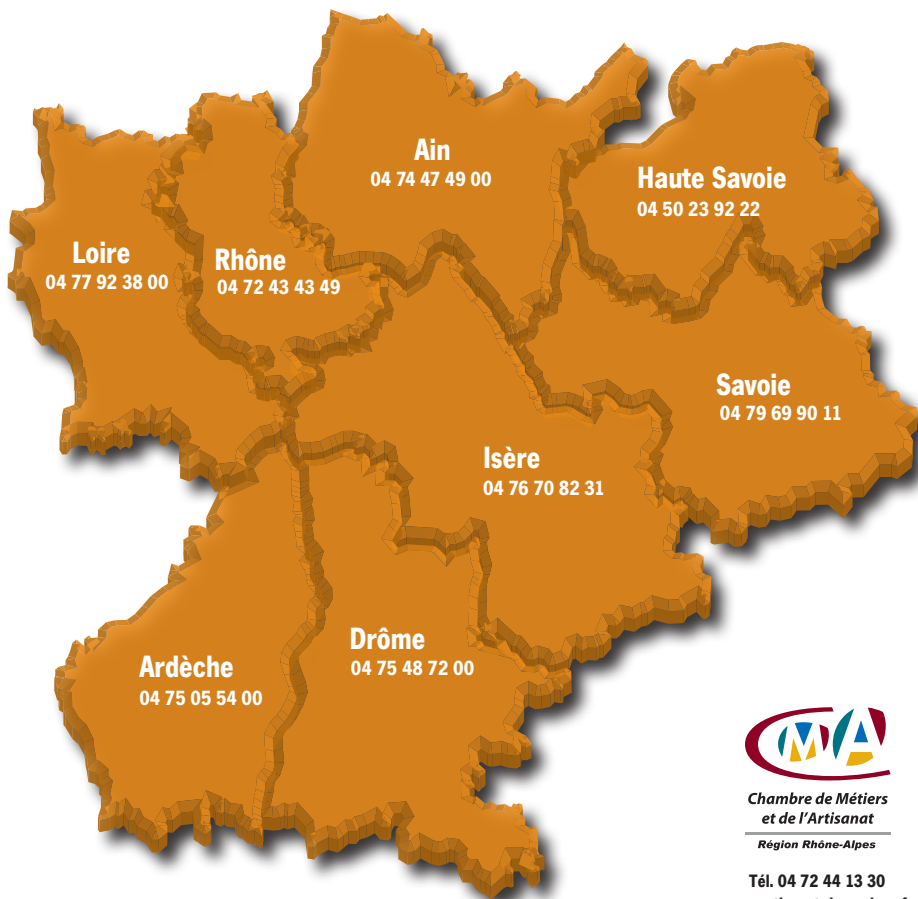 Ain
04 74 47 49 00
Haute Savoie
04 50 23 92 22
Loire
04 77 92 38 00
Rhône
04 72 43 43 49
Savoie
04 79 69 90 11
Isère
04 76 70 82 31
Drôme
04 75 48 72 00
Ardèche
04 75 05 54 00
CMA
Chambre de Métiers
et de l'Artisanat
Région Rhône-Alpes
Tél. 04 72 44 13 30